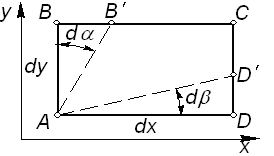 y B B′ C
dα
dy D′
dβ
A dx D
x